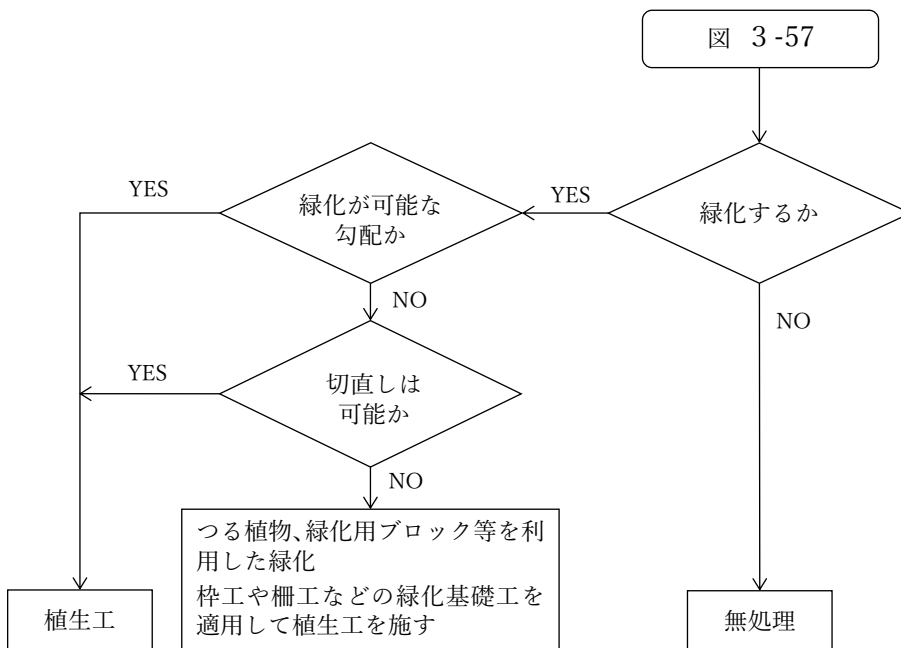 図 3-57
緑化するか
YES
NO
緑化が可能な
勾配か
YES
NO
切直しは
可能か
YES
NO
つる植物、緑化用ブロック等を利
用した緑化
枠工や柵工などの緑化基礎工を
適用して植生工を施す
植生工
無処理